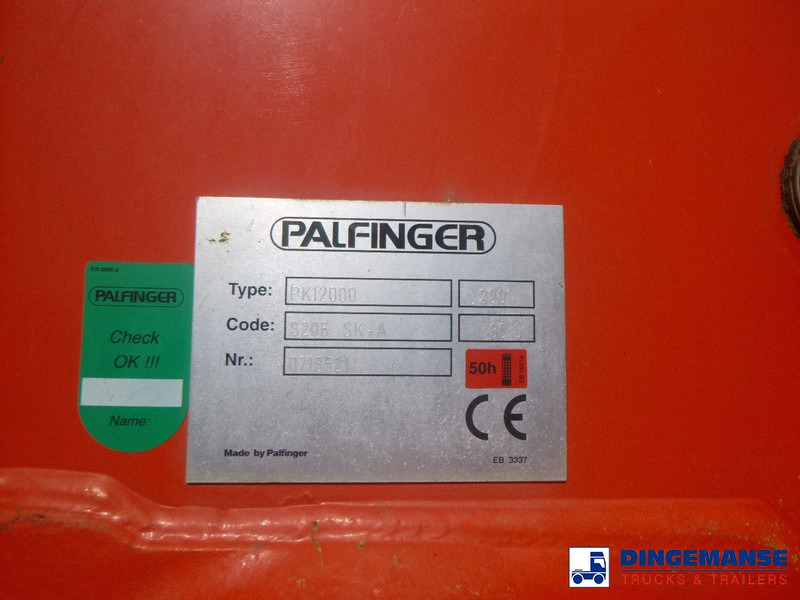 PALFINGER
Type: PK12000
Code: S206 SK-A
Nr.:
50h
EB 3337
Made by Palfinger
PALFINGER
Check
OK !!!
Name:
DINGEMANSE
TRUCKS & TRAILERS